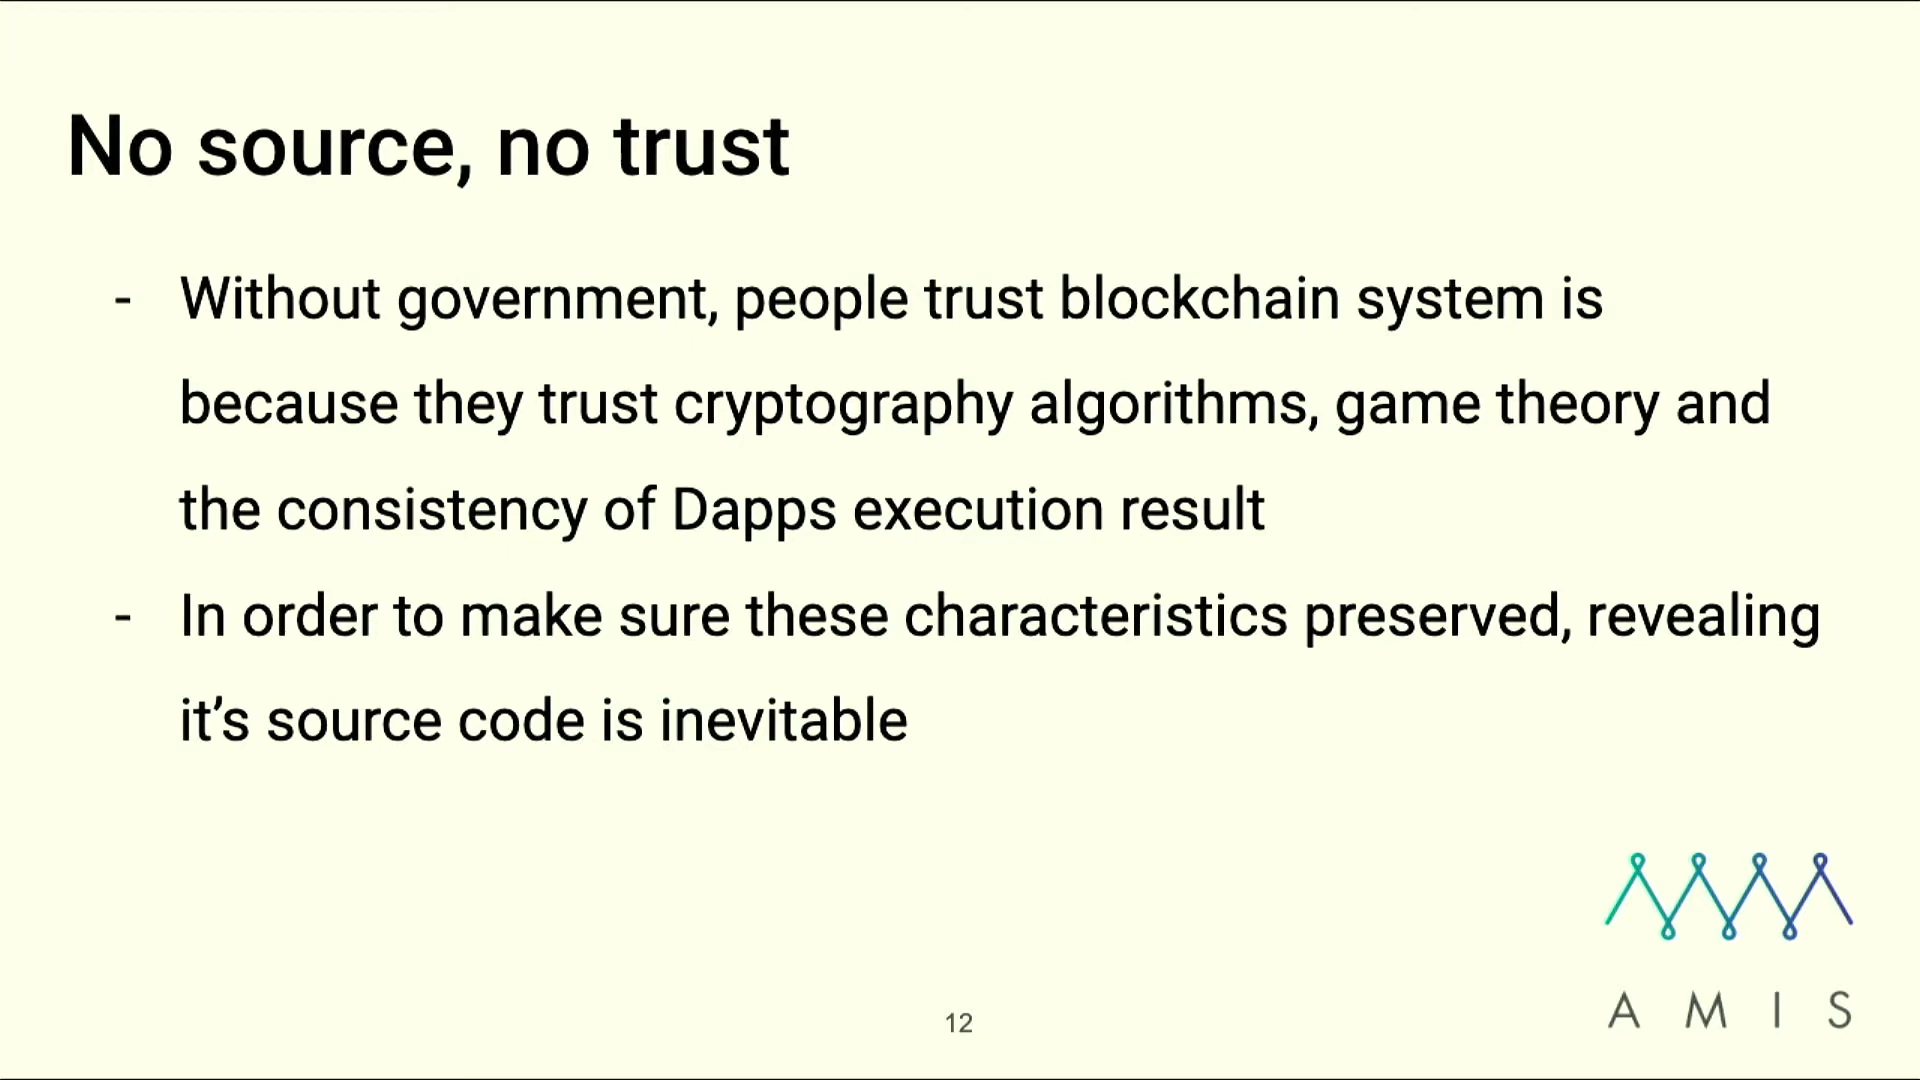 No source, no trust
- Without government, people trust blockchain system is
because they trust cryptography algorithms, game theory and
the consistency of Dapps execution result
- In order to make sure these characteristics preserved, revealing
it’s source code is inevitable
AMIS
12